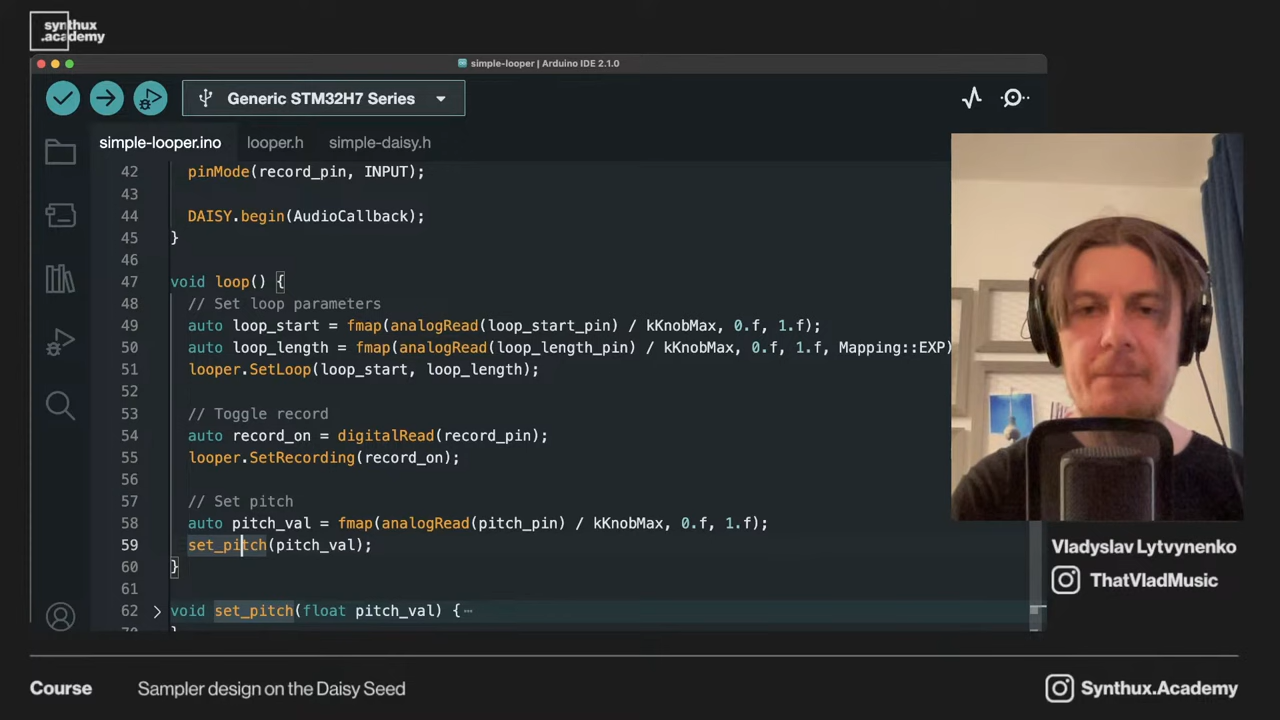 synthux
.academy
simple-looper | Arduino IDE 2.1.0
Generic STM32H7 Series
simple-looper.ino
looper.h
simple-daisy.h
42 pinMode(record_pin, INPUT);
43
44 DAISY.begin(AudioCallback);
45 }
46
47 void loop() {
48 // Set loop parameters
49 auto loop_start = fmap(analogRead(loop_start_pin) / kKnobMax, 0.f, 1.f);
50 auto loop_length = fmap(analogRead(loop_length_pin) / kKnobMax, 0.f, 1.f, Mapping::EXP)
51 looper.SetLoop(loop_start, loop_length);
52
53 // Toggle record
54 auto record_on = digitalRead(record_pin);
55 looper.SetRecording(record_on);
56
57 // Set pitch
58 auto pitch_val = fmap(analogRead(pitch_pin) / kKnobMax, 0.f, 1.f);
59 set_pitch(pitch_val);
60 }
61
62 void set_pitch(float pitch_val) {
Vladyslav Lytvynenko
ThatVladMusic
Course
Sampler design on the Daisy Seed
Synthux.Academy